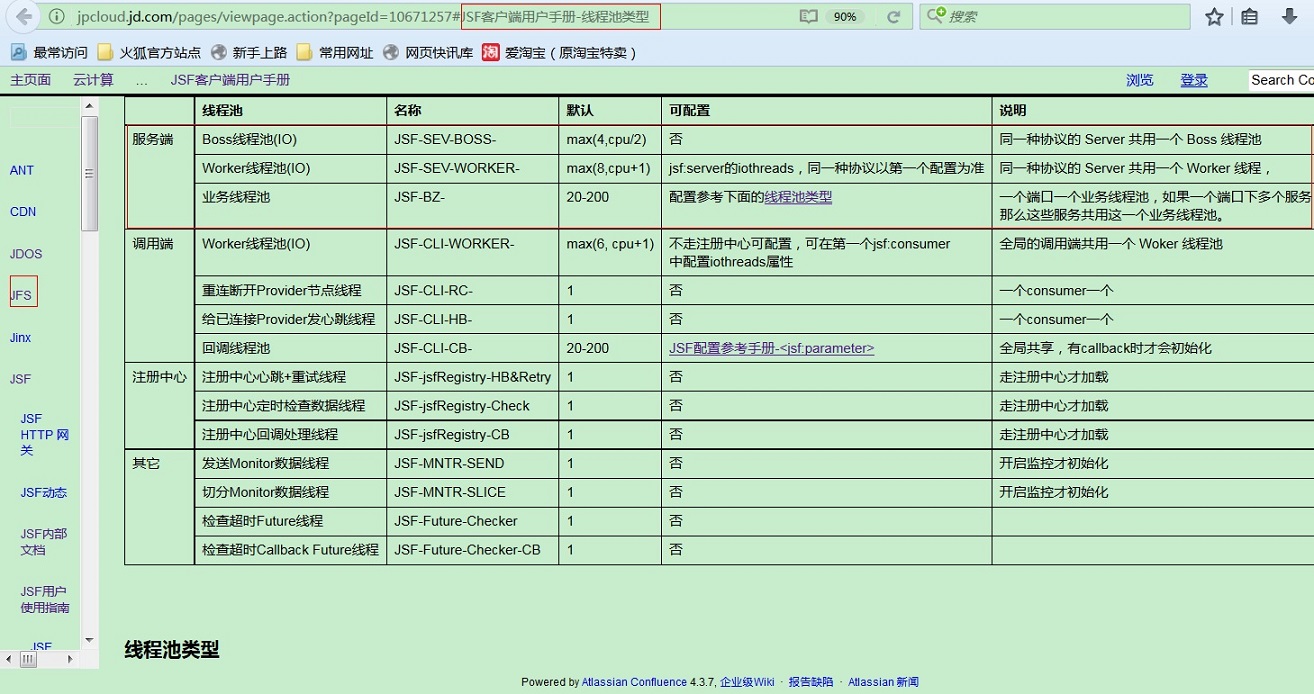 jpcloud.jd.com/pages/viewpage.action?pageId=10671257#JSF客户端用户手册-线程池类型
90%
搜索
最常访问 火狐官方站点 新手上路 常用网址 网页快讯库 淘 爱淘宝（原淘宝特卖）
主页面 云计算 … JSF客户端用户手册 浏览 登录 Search Co
ANT
CDN
JDOS
JFS
Jinx
JSF
JSF
HTTP 网
关
JSF动态
JSF内部
文档
JSF用户
使用指南
JSF
线程池 名称 默认 可配置 说明
服务端 Boss线程池(IO) JSF-SEV-BOSS- max(4,cpu/2) 否 同一种协议的 Server 共用一个 Boss 线程池
Worker线程池(IO) JSF-SEV-WORKER- max(8,cpu+1) jsf:server的iothreads，同一种协议以第一个配置为准 同一种协议的 Server 共用一个 Worker 线程，
业务线程池 JSF-BZ- 20-200 配置参考下面的线程池类型 一个端口一个业务线程池，如果一个端口下多个服务
那么这些服务共用这一个业务线程池。
调用端 Worker线程池(IO) JSF-CLI-WORKER- max(6, cpu+1) 不走注册中心可配置，可在第一个jsf:consumer 全局的调用端共用一个 Woker 线程池
中配置iothreads属性
重连断开Provider节点线程 JSF-CLI-RC- 1 否 一个consumer一个
给已连接Provider发心跳线程 JSF-CLI-HB- 1 否 一个consumer一个
回调线程池 JSF-CLI-CB- 20-200 JSF配置参考手册-<jsf:parameter> 全局共享，有callback时才会初始化
注册中心 注册中心心跳+重试线程 JSF-jsfRegistry-HB&Retry 1 否 走注册中心才加载
注册中心定时检查数据线程 JSF-jsfRegistry-Check 1 否 走注册中心才加载
注册中心回调处理线程 JSF-jsfRegistry-CB 1 否 走注册中心才加载
其它 发送Monitor数据线程 JSF-MNTR-SEND 1 否 开启监控才初始化
切分Monitor数据线程 JSF-MNTR-SLICE 1 否 开启监控才初始化
检查超时Future线程 JSF-Future-Checker 1 否
检查超时Callback Future线程 JSF-Future-Checker-CB 1 否
线程池类型
Powered by Atlassian Confluence 4.3.7, 企业级Wiki · 报告缺陷 · Atlassian 新闻